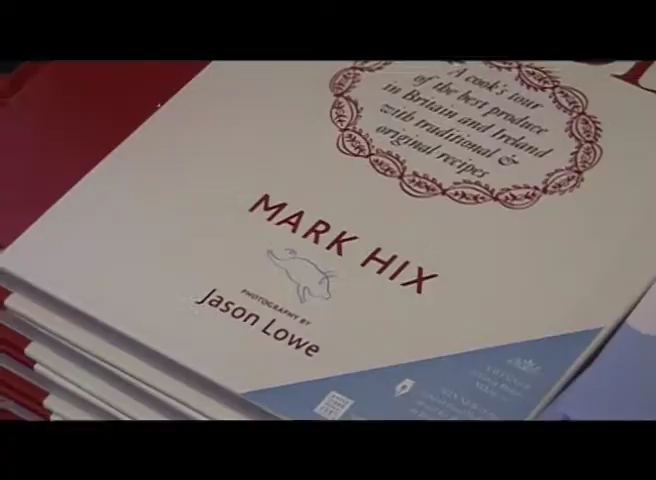 A cook's tour
of the best produce
in Britain and Ireland
with traditional &
original recipes
MARK HIX
PHOTOGRAPHY BY
Jason Lowe
WINNER